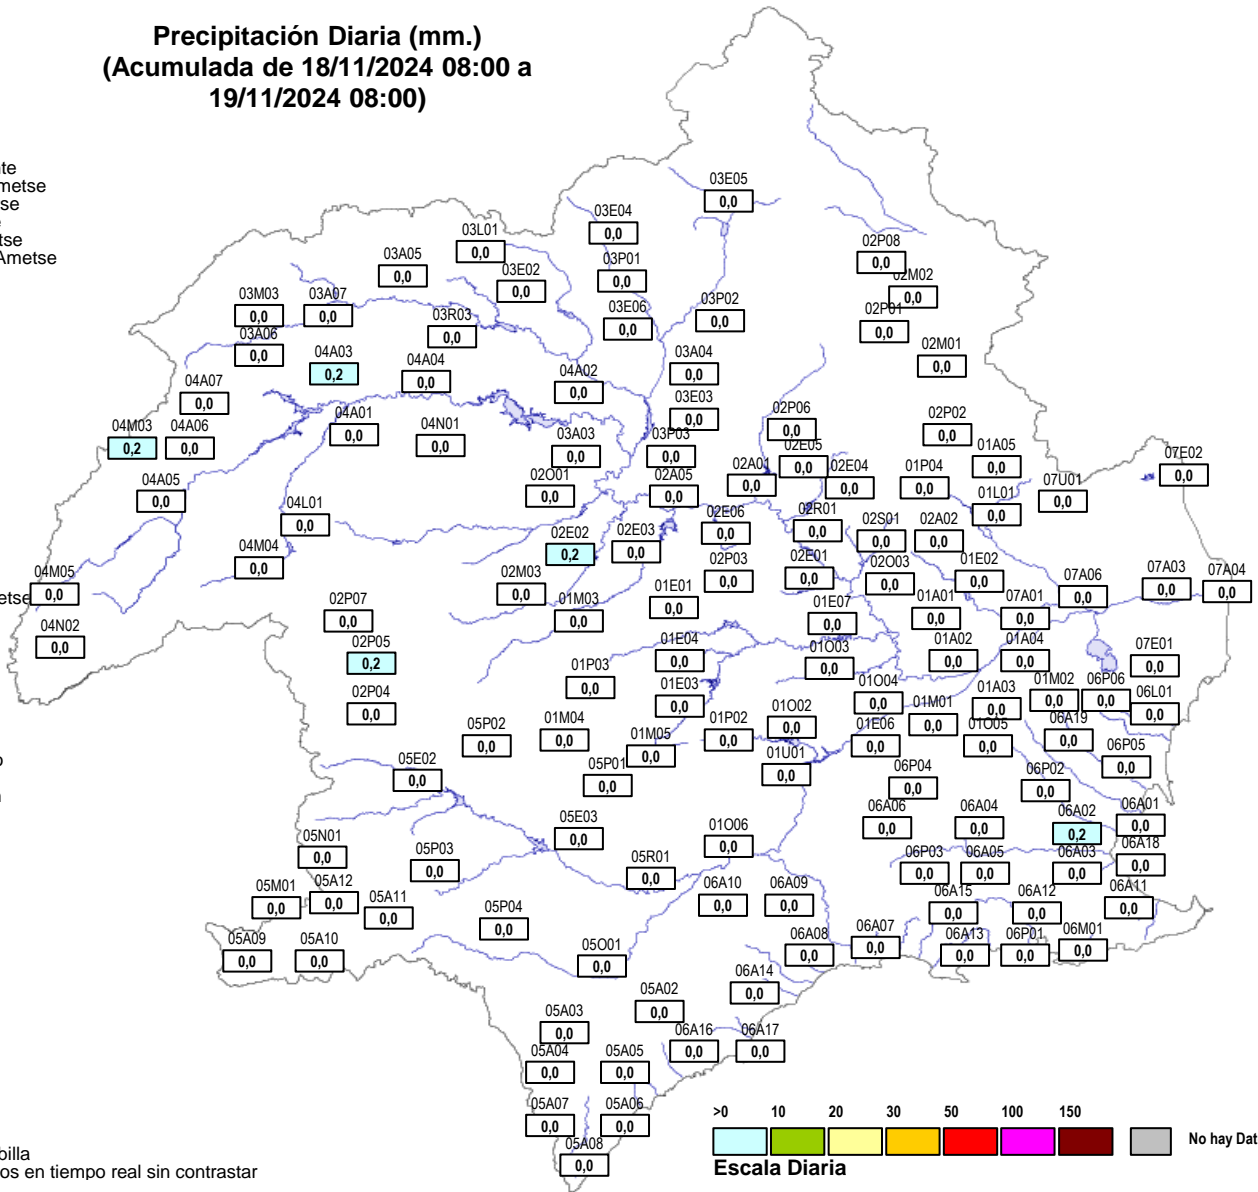 Precipitación Diaria (mm.)
(Acumulada de 18/11/2024 08:00 a
19/11/2024 08:00)
nte
metse
tse
e
tse
Ametse
etse
o
n
billa
os en tiempo real sin contrastar
03E05
0,0
03E04
0,0
03L01
0,0
02P08
0,0
03A05
0,0
03P01
0,0
03E02
0,0
02M02
0,0
03M03
0,0
03A07
0,0
03P02
0,0
03E06
0,0
02P01
0,0
03R03
0,0
03A06
0,0
02M01
0,0
04A03
0,2
03A04
0,0
04A04
0,0
04A02
0,0
04A07
0,0
03E03
0,0
02P06
0,0
02P02
0,0
04A01
0,0
04M03
0,2
04A06
0,0
04N01
0,0
03A03
0,0
03P03
0,0
02E05
0,0
01A05
0,0
07E02
0,0
02A01
0,0
02E04
0,0
01P04
0,0
02O01
0,0
02A05
0,0
04A05
0,0
07U01
0,0
01L01
0,0
04L01
0,0
02R01
0,0
02E06
0,0
02S01
0,0
02A02
0,0
02E02
0,2
02E03
0,0
04M04
0,0
02P03
0,0
02E01
0,0
02O03
0,0
01E02
0,0
04M05
0,0
02M03
0,0
07A03
0,0
07A04
0,0
07A06
0,0
01E01
0,0
02P07
0,0
01M03
0,0
01E07
0,0
01A01
0,0
07A01
0,0
04N02
0,0
02P05
0,2
01E04
0,0
01O03
0,0
01A02
0,0
01A04
0,0
07E01
0,0
01P03
0,0
01E03
0,0
01O04
0,0
01M02
0,0
06P06
0,0
02P04
0,0
01A03
0,0
06L01
0,0
01O02
0,0
01M01
0,0
05P02
0,0
01M04
0,0
01P02
0,0
01E06
0,0
01O05
0,0
06A19
0,0
01M05
0,0
06P05
0,0
05E02
0,0
05P01
0,0
01U01
0,0
06P04
0,0
06P02
0,0
06A06
0,0
06A04
0,0
06A02
0,2
06A01
0,0
05E03
0,0
01O06
0,0
05N01
0,0
05P03
0,0
05R01
0,0
06P03
0,0
06A05
0,0
06A03
0,0
06A18
0,0
05M01
0,0
05A12
0,0
05A11
0,0
06A10
0,0
06A09
0,0
06A15
0,0
06A12
0,0
06A11
0,0
05P04
0,0
05A09
0,0
05A10
0,0
05O01
0,0
06A08
0,0
06A07
0,0
06A13
0,0
06P01
0,0
06M01
0,0
06A14
0,0
05A02
0,0
05A03
0,0
06A16
0,0
06A17
0,0
05A04
0,0
05A05
0,0
05A07
0,0
05A06
0,0
05A08
0,0
>0 10 20 30 50 100 150
No hay Dat
Escala Diaria